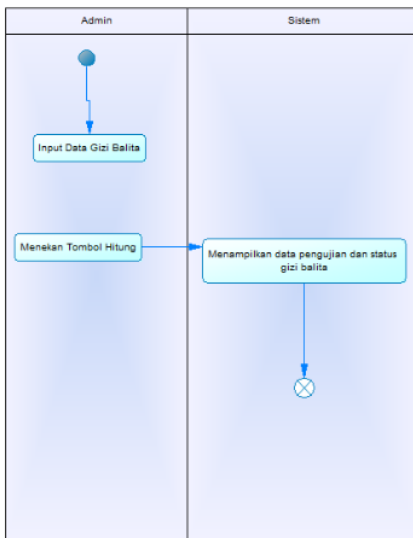 Admin
Sistem
Input Data Gizi Balita
Menekan Tombol Hitung
Menampilkan data pengujian dan status
gizi balita